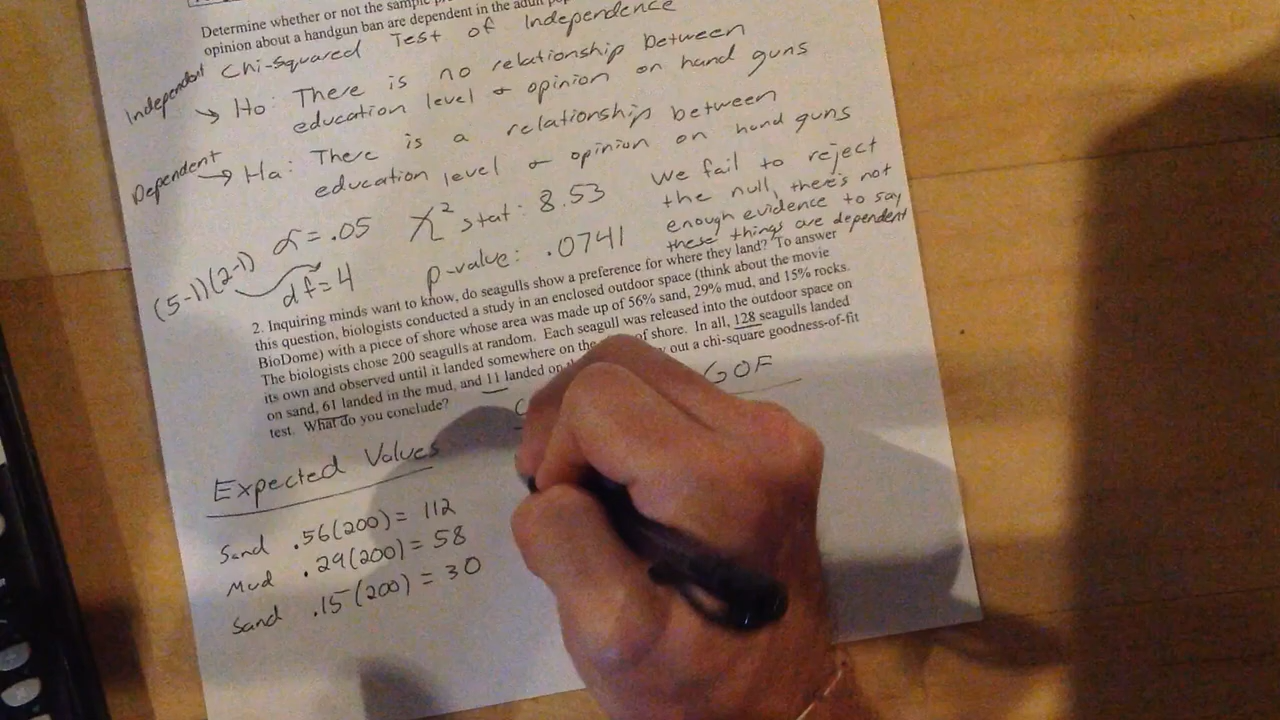 Determine whether or not the sample
opinion about a handgun ban are dependent in the adult
Chi-Squared Test of Independence
Independent → Ho: There is no relationship between
education level + opinion on hand guns
Dependent → Ha: There is a relationship between
education level + opinion on hand guns
α = .05 χ² stat: 8.53
(5-1)(2-1) df=4 p-value: .0741
We fail to reject
the null, there's not
enough evidence to say
these things are dependent
2. Inquiring minds want to know, do seagulls show a preference for where they land? To answer
this question, biologists conducted a study in an enclosed outdoor space (think about the movie
BioDome) with a piece of shore whose area was made up of 56% sand, 29% mud, and 15% rocks.
The biologists chose 200 seagulls at random. Each seagull was released into the outdoor space on
its own and observed until it landed somewhere on the of shore. In all, 128 seagulls landed
on sand, 61 landed in the mud, and 11 landed on out a chi-square goodness-of-fit
test. What do you conclude?
GOF
Expected Values
Sand .56(200) = 112
Mud .29(200) = 58
Sand .15(200) = 30